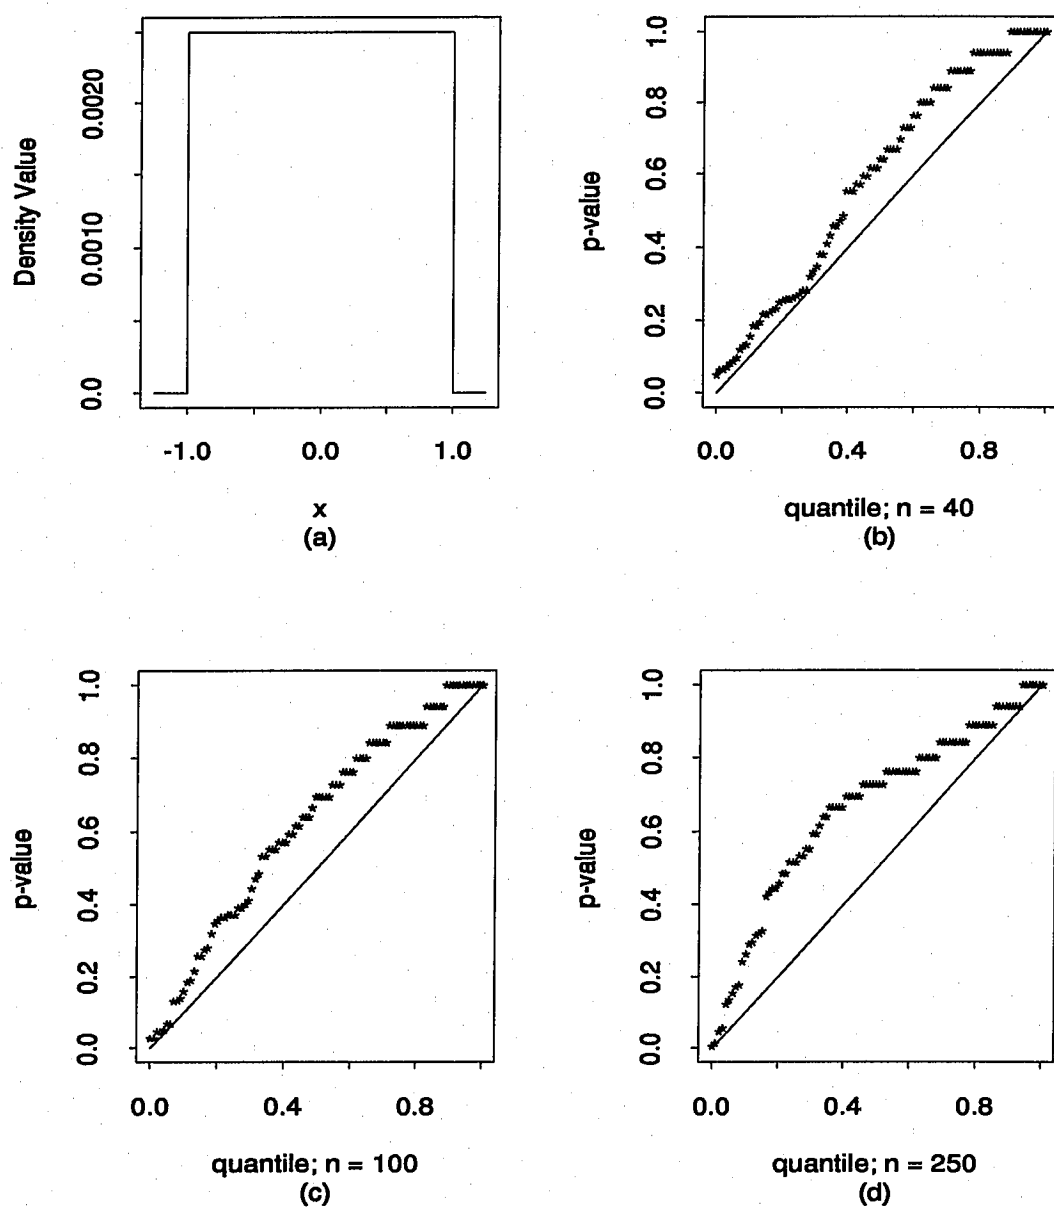 Density Value
0.0 0.0010 0.0020
-1.0 0.0 1.0
x
(a)
p-value
0.0 0.2 0.4 0.6 0.8 1.0
0.0 0.4 0.8
quantile; n = 40
(b)
p-value
0.0 0.2 0.4 0.6 0.8 1.0
0.0 0.4 0.8
quantile; n = 100
(c)
p-value
0.0 0.2 0.4 0.6 0.8 1.0
0.0 0.4 0.8
quantile; n = 250
(d)